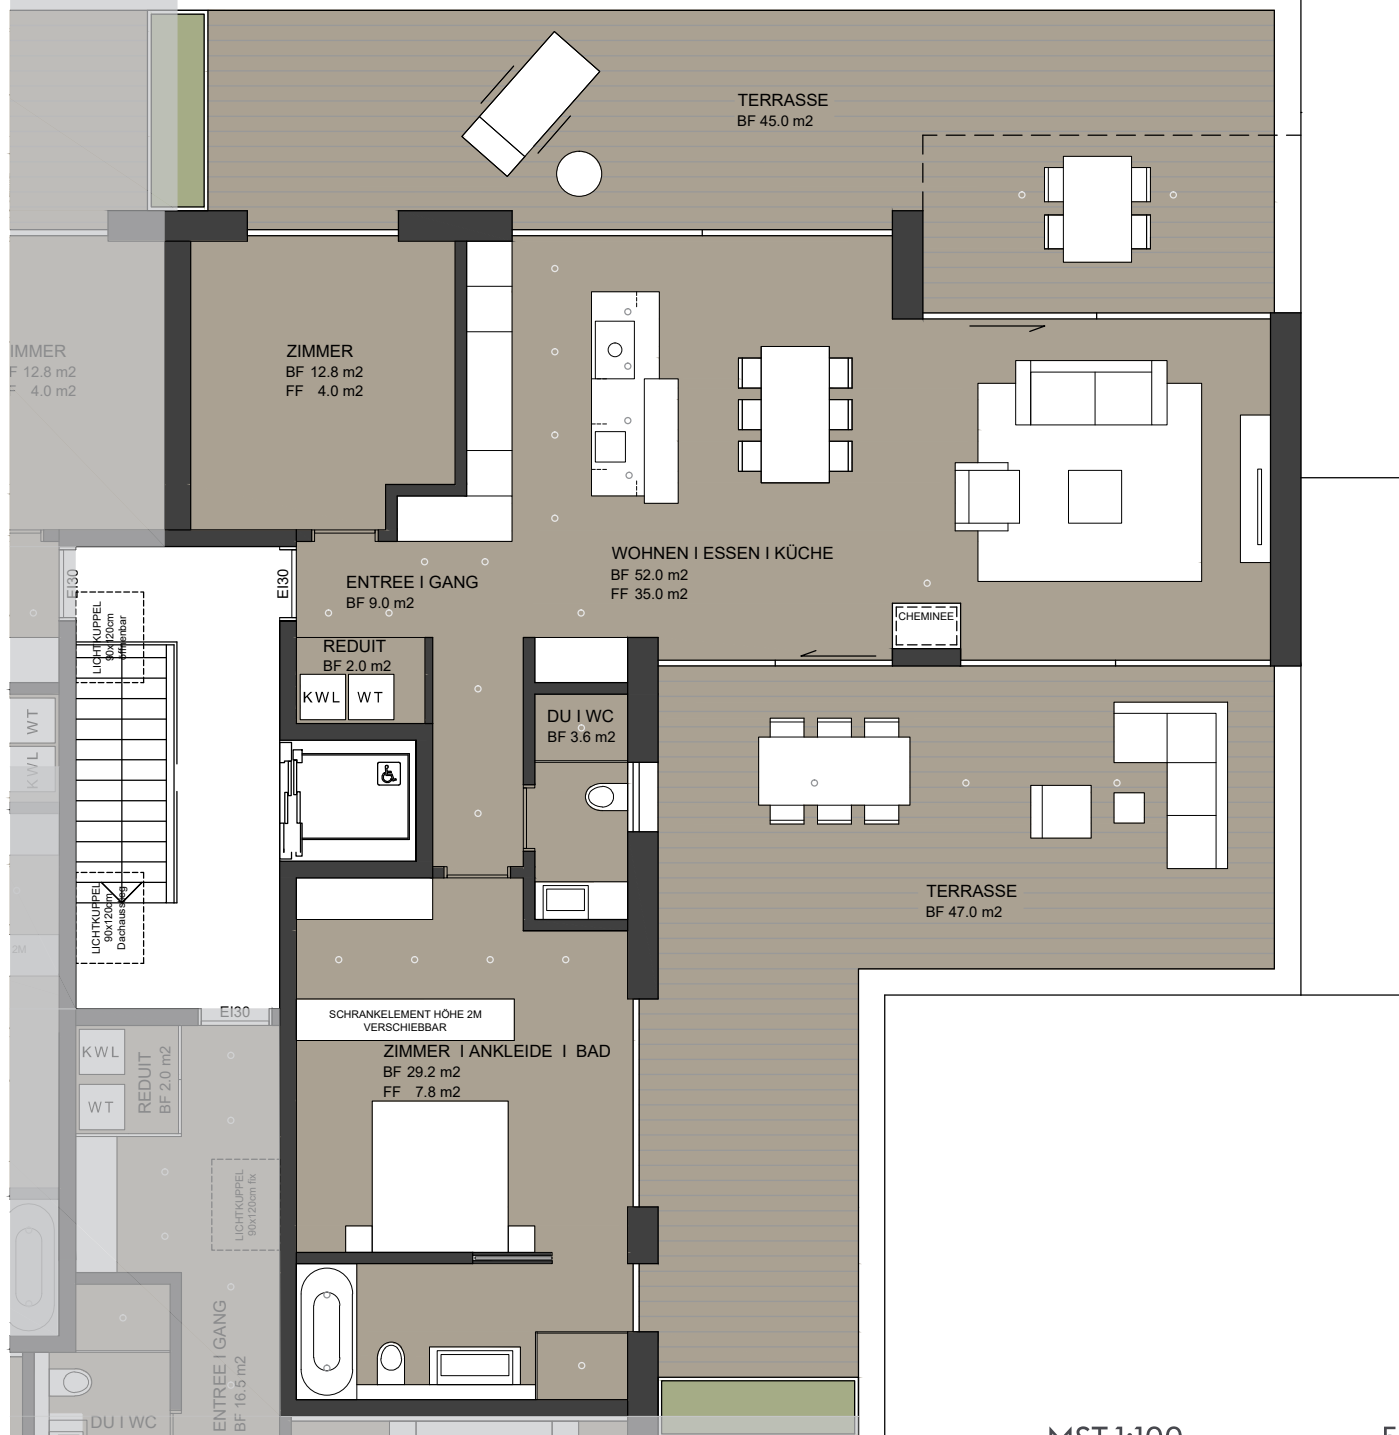 TERRASSE
BF 45.0 m2
IMMER
F 12.8 m2
F 4.0 m2
ZIMMER
BF 12.8 m2
FF 4.0 m2
WOHNEN I ESSEN I KÜCHE
BF 52.0 m2
FF 35.0 m2
EI30
EI30
ENTREE I GANG
BF 9.0 m2
LICHTKUPPEL
90x120cm
öffnenbar
CHEMINEE
REDUIT
BF 2.0 m2
KWL WT
WT
KWL
DU I WC
BF 3.6 m2
LICHTKUPPEL
90x120cm
Dachausstieg
TERRASSE
BF 47.0 m2
2M
EI30
SCHRANKELEMENT HÖHE 2M
VERSCHIEBBAR
ZIMMER I ANKLEIDE I BAD
BF 29.2 m2
FF 7.8 m2
KWL
WT
REDUIT
BF 2.0 m2
LICHTKUPPEL
90x120cm fix
ENTREE I GANG
BF 16.5 m2
DU I WC
MST 1:100